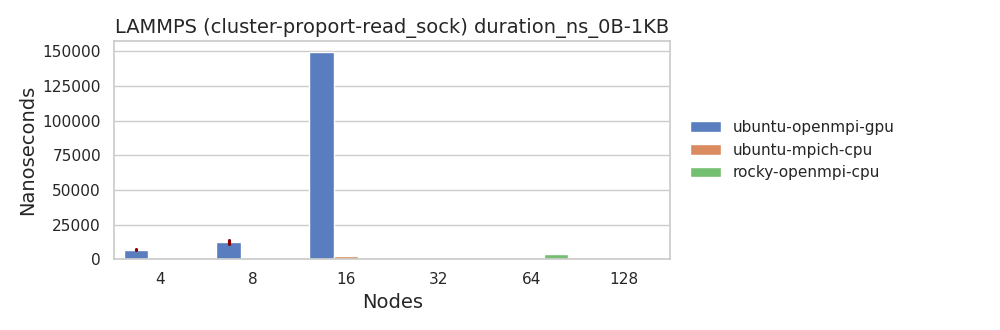 LAMMPS (cluster-proport-read_sock) duration_ns_0B-1KB
Nanoseconds
150000
125000
100000
75000
50000
25000
0
4 8 16 32 64 128
Nodes
ubuntu-openmpi-gpu
ubuntu-mpich-cpu
rocky-openmpi-cpu